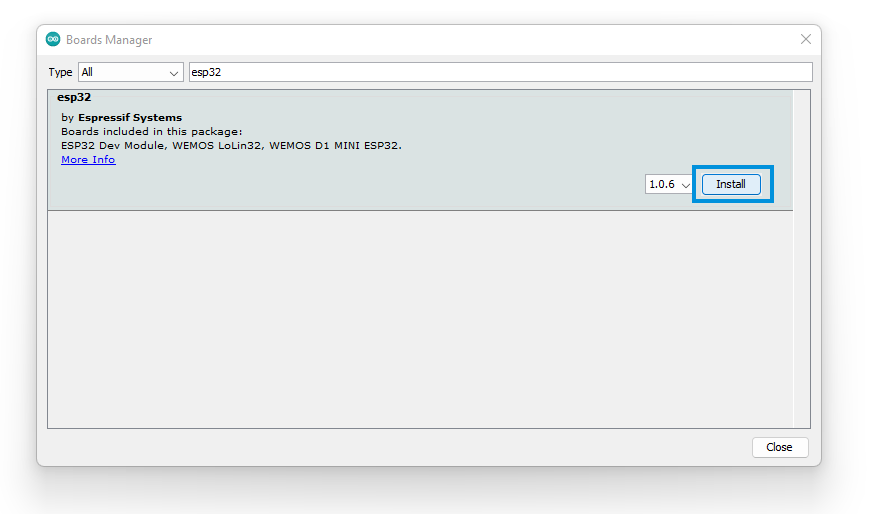 Boards Manager
Type All esp32
esp32
by Espressif Systems
Boards included in this package:
ESP32 Dev Module, WEMOS LoLin32, WEMOS D1 MINI ESP32.
More Info
1.0.6 Install
Close